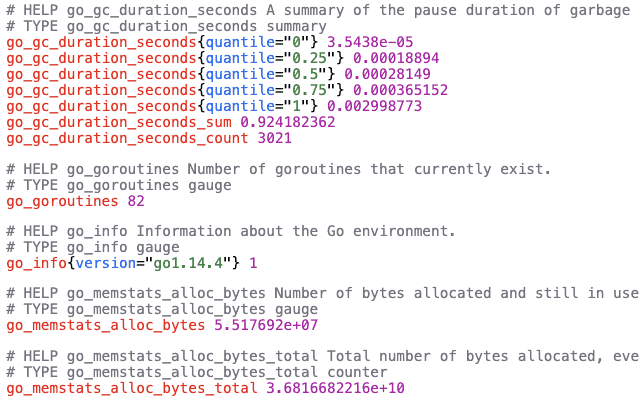 # HELP go_gc_duration_seconds A summary of the pause duration of garbage
# TYPE go_gc_duration_seconds summary
go_gc_duration_seconds{quantile="0"} 3.5438e-05
go_gc_duration_seconds{quantile="0.25"} 0.00018894
go_gc_duration_seconds{quantile="0.5"} 0.00028149
go_gc_duration_seconds{quantile="0.75"} 0.000365152
go_gc_duration_seconds{quantile="1"} 0.002998773
go_gc_duration_seconds_sum 0.924182362
go_gc_duration_seconds_count 3021
# HELP go_goroutines Number of goroutines that currently exist.
# TYPE go_goroutines gauge
go_goroutines 82
# HELP go_info Information about the Go environment.
# TYPE go_info gauge
go_info{version="go1.14.4"} 1
# HELP go_memstats_alloc_bytes Number of bytes allocated and still in use
# TYPE go_memstats_alloc_bytes gauge
go_memstats_alloc_bytes 5.517692e+07
# HELP go_memstats_alloc_bytes_total Total number of bytes allocated, eve
# TYPE go_memstats_alloc_bytes_total counter
go_memstats_alloc_bytes_total 3.6816682216e+10